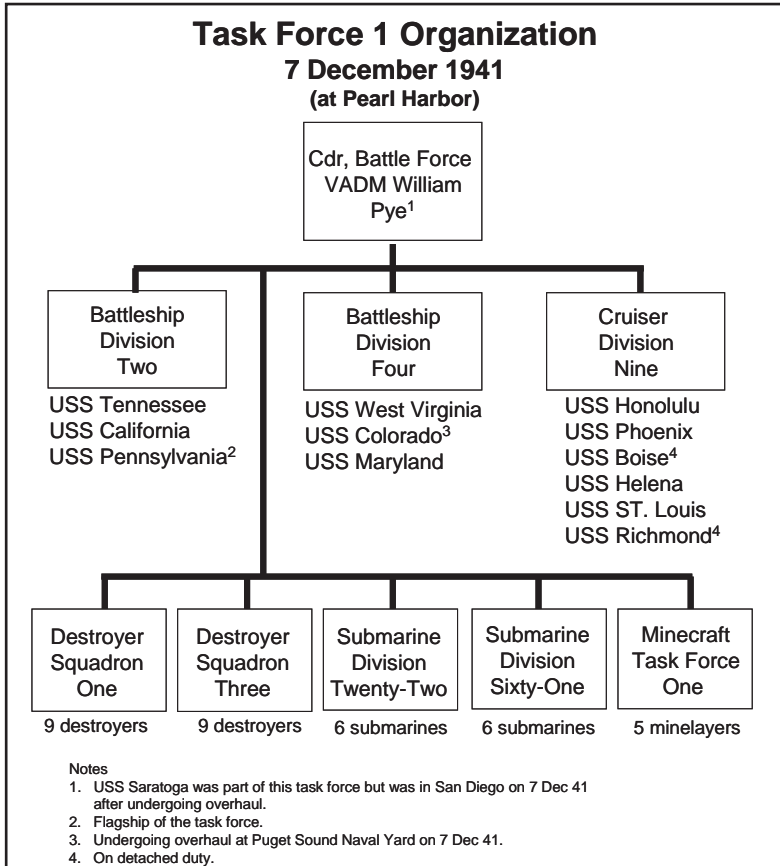 Task Force 1 Organization
7 December 1941
(at Pearl Harbor)
Cdr, Battle Force
VADM William
Pye1
Battleship
Division
Two
USS Tennessee
USS California
USS Pennsylvania2
Battleship
Division
Four
USS West Virginia
USS Colorado3
USS Maryland
Cruiser
Division
Nine
USS Honolulu
USS Phoenix
USS Boise4
USS Helena
USS ST. Louis
USS Richmond4
Destroyer
Squadron
One
9 destroyers
Destroyer
Squadron
Three
9 destroyers
Submarine
Division
Twenty-Two
6 submarines
Submarine
Division
Sixty-One
6 submarines
Minecraft
Task Force
One
5 minelayers
Notes
1. USS Saratoga was part of this task force but was in San Diego on 7 Dec 41
after undergoing overhaul.
2. Flagship of the task force.
3. Undergoing overhaul at Puget Sound Naval Yard on 7 Dec 41.
4. On detached duty.